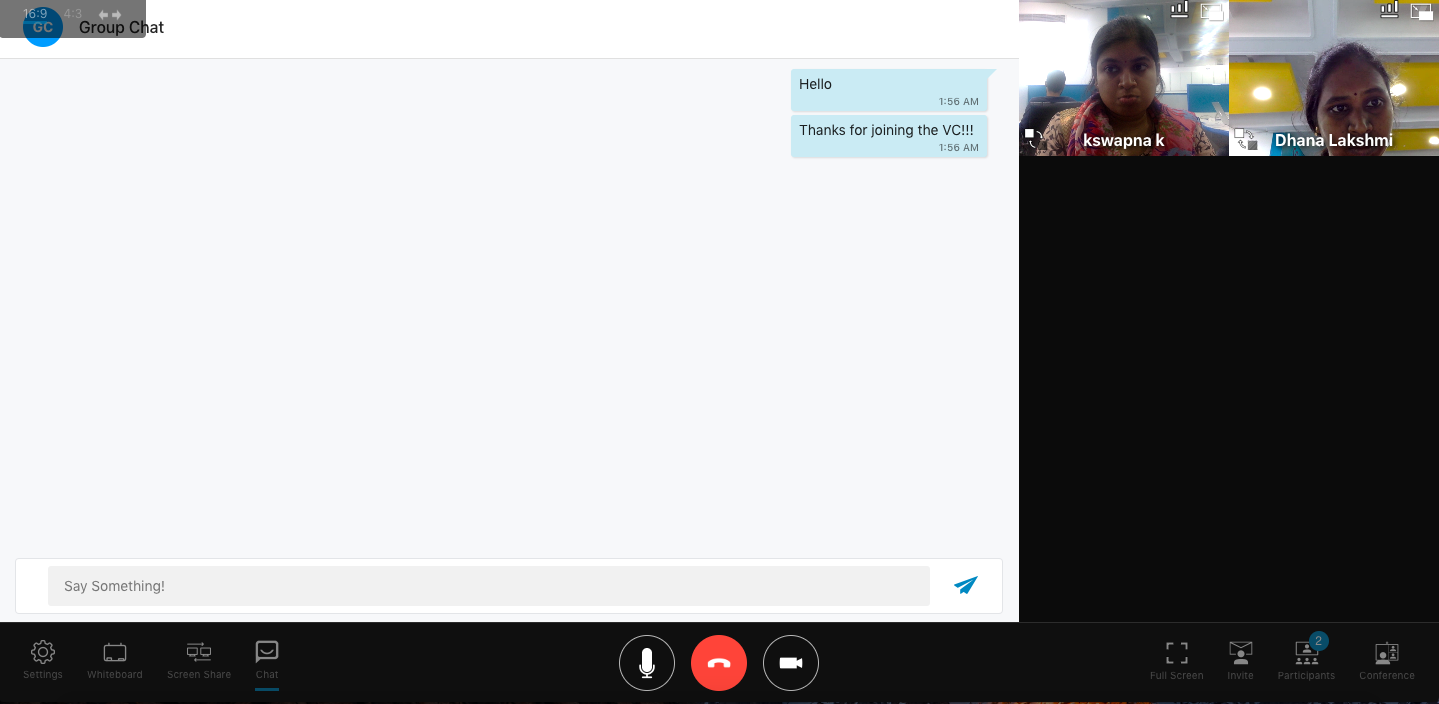 16:9 4:3
GC Group Chat
Hello
1:56 AM
Thanks for joining the VC!!!
1:56 AM
kswapna k
Dhana Lakshmi
Say Something!
Settings
Whiteboard
Screen Share
Chat
Full Screen
Invite
2
Participants
Conference